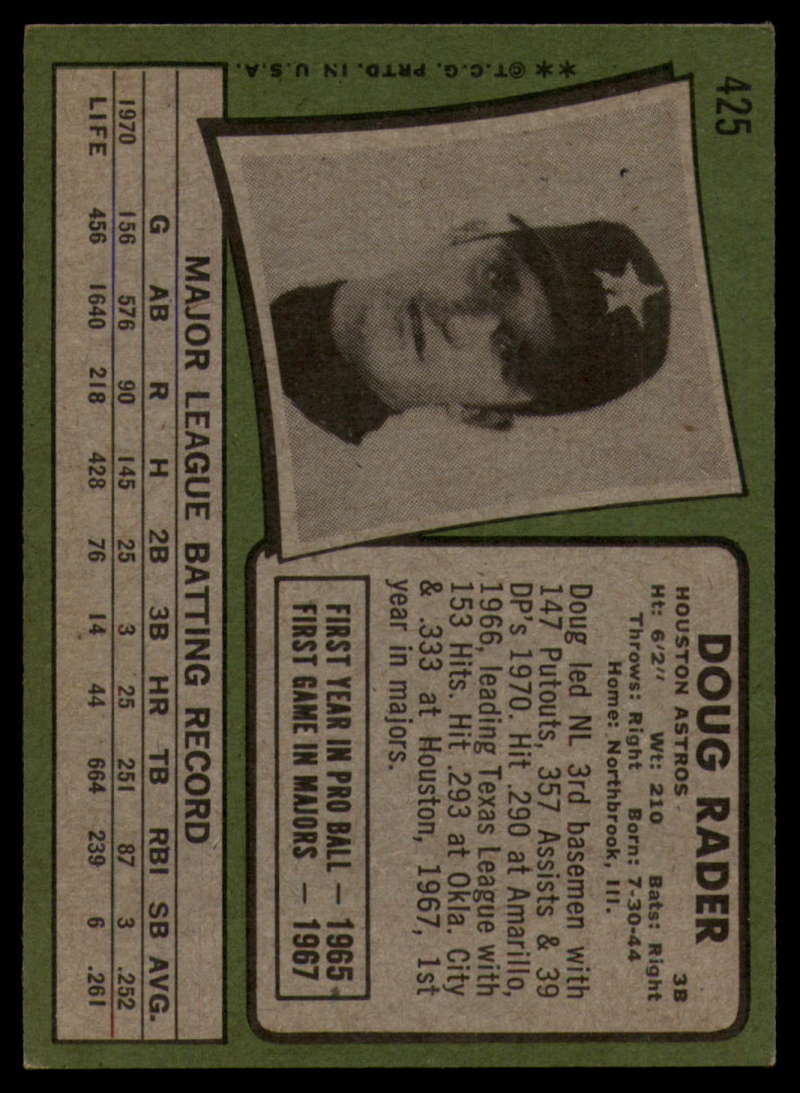 425
**©T.C.G. PRTD. IN U.S.A.
DOUG RADER
HOUSTON ASTROS 3B
Ht: 6'2" Wt: 210 Bats: Right
Throws: Right Born: 7-30-44
Home: Northbrook, Ill.
Doug led NL 3rd basemen with
147 Putouts, 357 Assists & 39
DP's 1970. Hit .290 at Amarillo,
1966, leading Texas League with
153 Hits. Hit .293 at Okla. City
& .333 at Houston, 1967, 1st
year in majors.
FIRST YEAR IN PRO BALL — 1965
FIRST GAME IN MAJORS — 1967
MAJOR LEAGUE BATTING RECORD
G AB R H 2B 3B HR TB RBI SB AVG.
1970 156 576 90 145 25 3 25 251 87 3 .252
LIFE 456 1640 218 428 76 14 44 664 239 6 .261